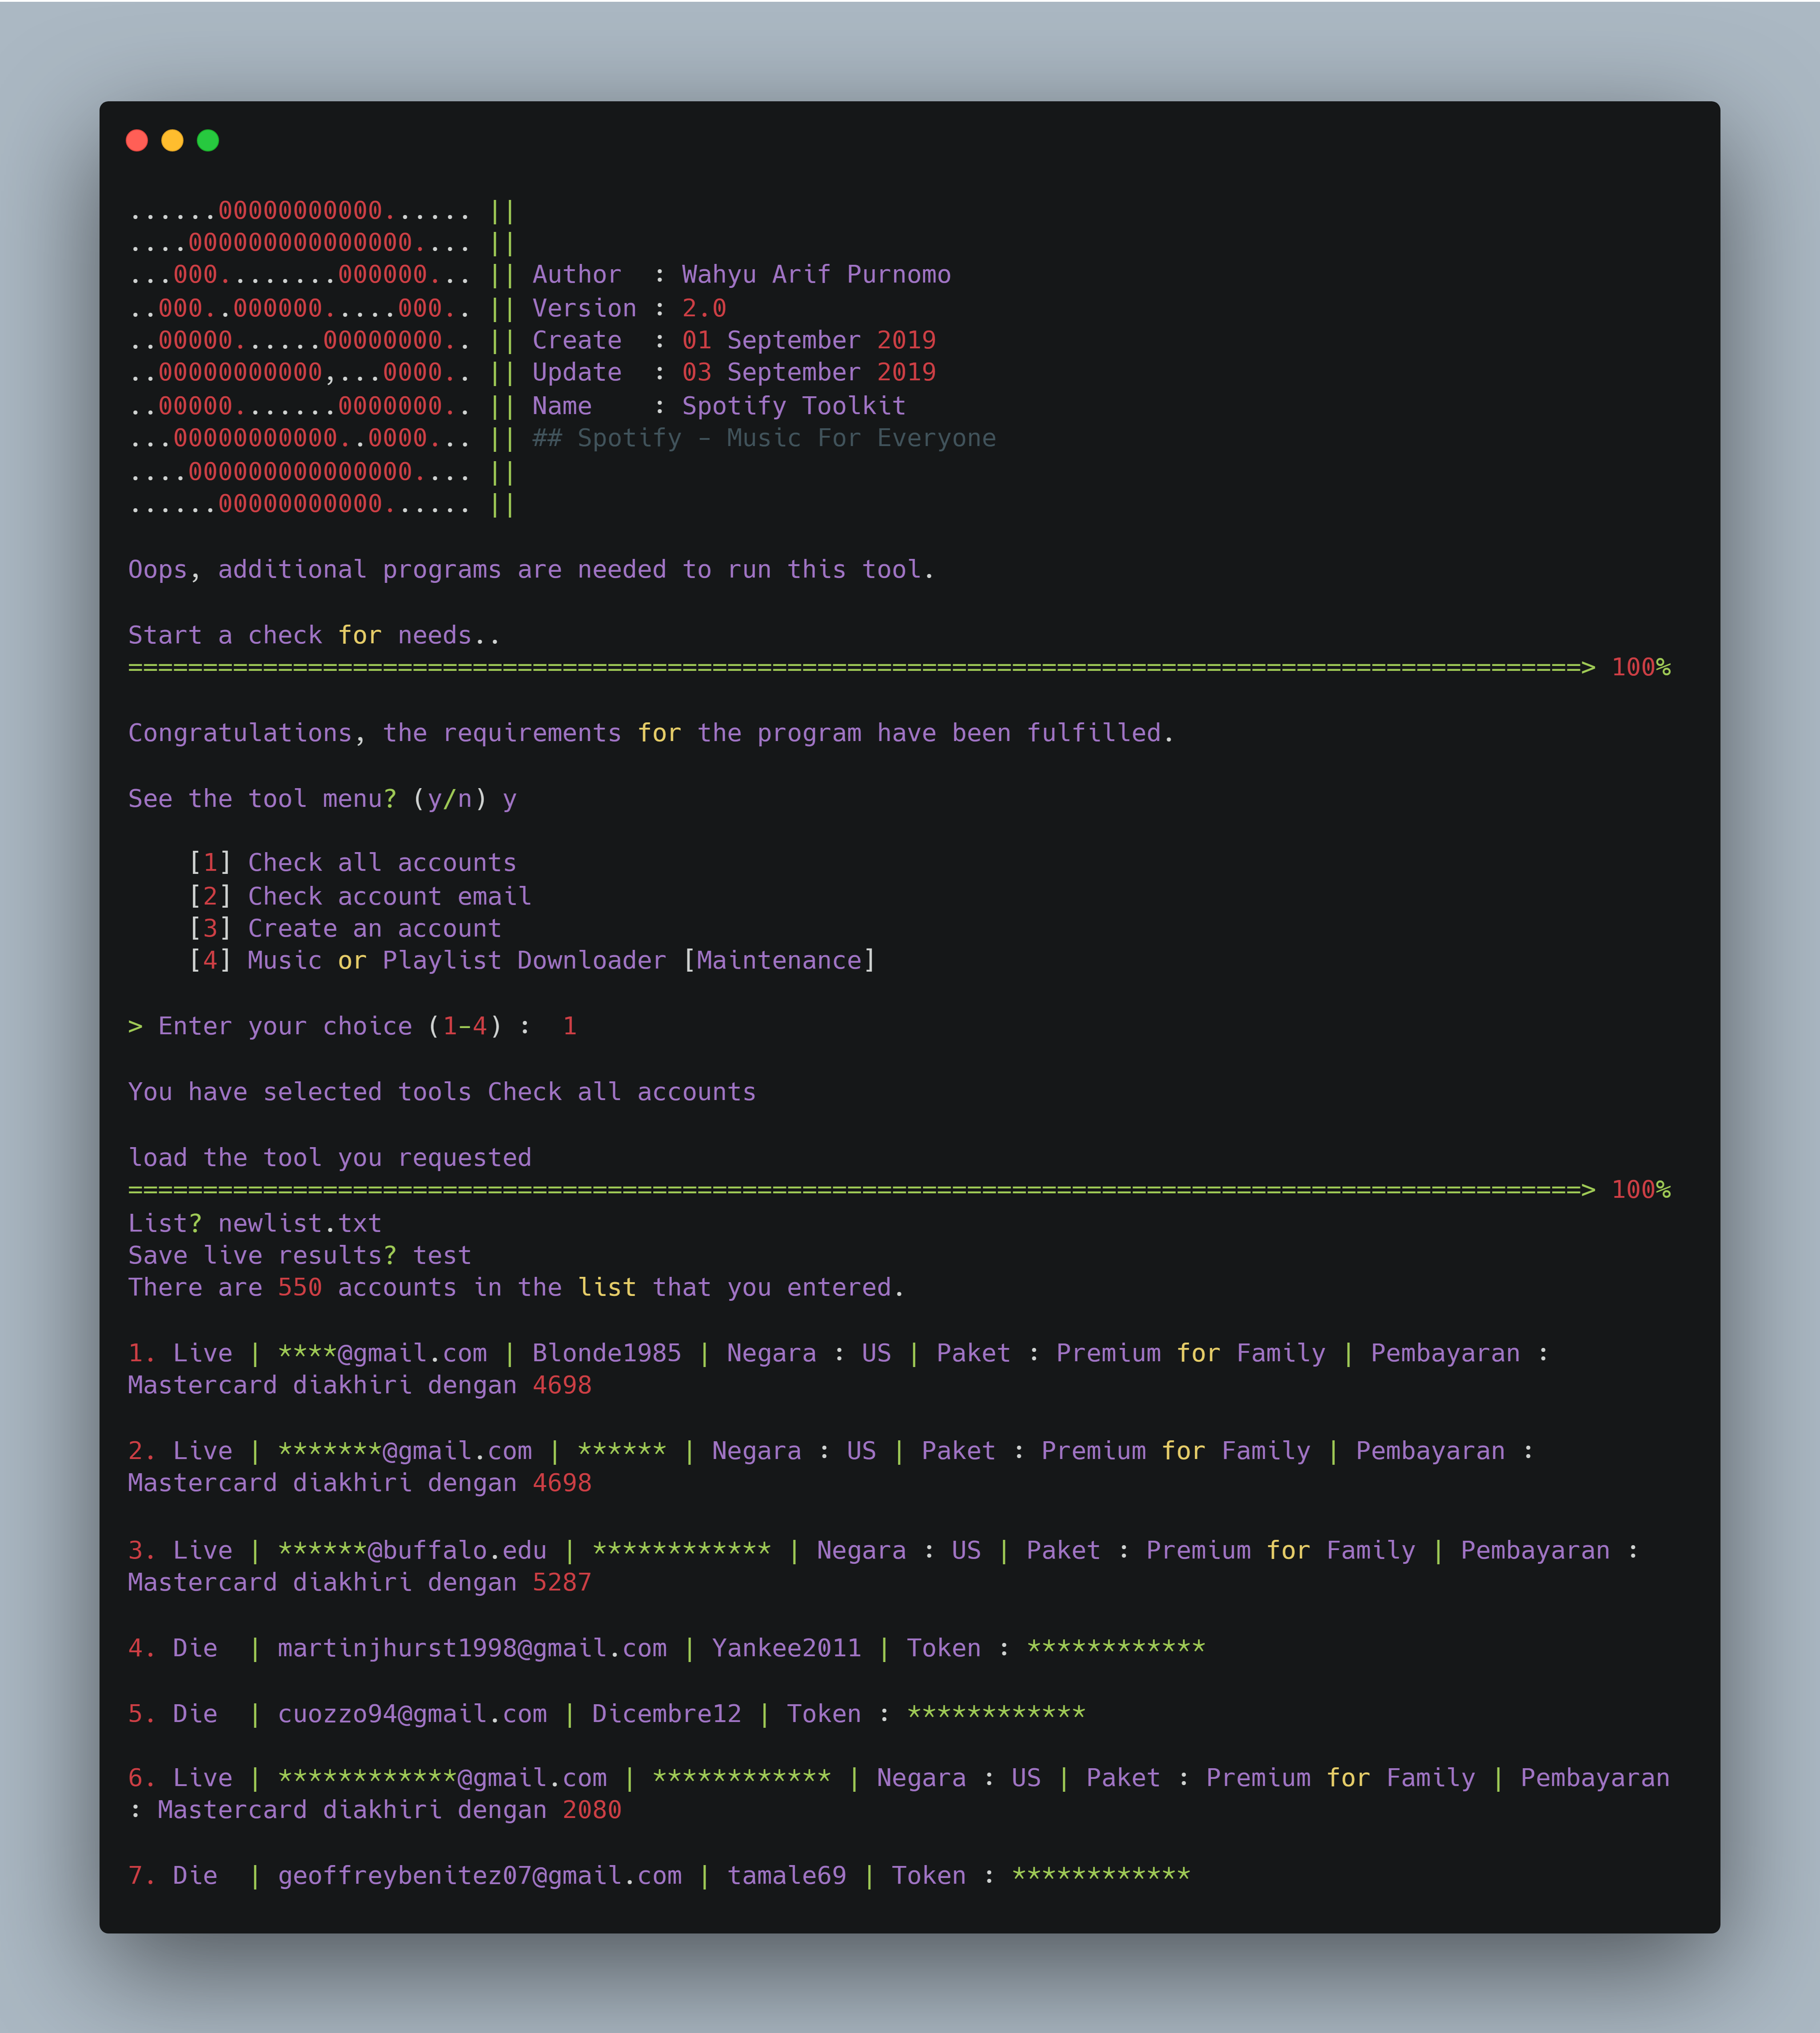 ......00000000000...... ||
....000000000000000.... ||
...000........000000... || Author  : Wahyu Arif Purnomo
..000..000000.....000.. || Version : 2.0
..00000......00000000.. || Create  : 01 September 2019
..00000000000,...0000.. || Update  : 03 September 2019
..00000.......0000000.. || Name    : Spotify Toolkit
...00000000000..0000... || ## Spotify - Music For Everyone
....000000000000000.... ||
......00000000000...... ||
Oops, additional programs are needed to run this tool.
Start a check for needs..
=================================================================================================> 100%
Congratulations, the requirements for the program have been fulfilled.
See the tool menu? (y/n) y
[1] Check all accounts
[2] Check account email
[3] Create an account
[4] Music or Playlist Downloader [Maintenance]
> Enter your choice (1-4) :  1
You have selected tools Check all accounts
load the tool you requested
=================================================================================================> 100%
List? newlist.txt
Save live results? test
There are 550 accounts in the list that you entered.
1. Live | ****@gmail.com | Blonde1985 | Negara : US | Paket : Premium for Family | Pembayaran :
Mastercard diakhiri dengan 4698
2. Live | *******@gmail.com | ****** | Negara : US | Paket : Premium for Family | Pembayaran :
Mastercard diakhiri dengan 4698
3. Live | ******@buffalo.edu | ************ | Negara : US | Paket : Premium for Family | Pembayaran :
Mastercard diakhiri dengan 5287
4. Die  | martinjhurst1998@gmail.com | Yankee2011 | Token : ************
5. Die  | cuozzo94@gmail.com | Dicembre12 | Token : ************
6. Live | ************@gmail.com | ************ | Negara : US | Paket : Premium for Family | Pembayaran
: Mastercard diakhiri dengan 2080
7. Die  | geoffreybenitez07@gmail.com | tamale69 | Token : ************